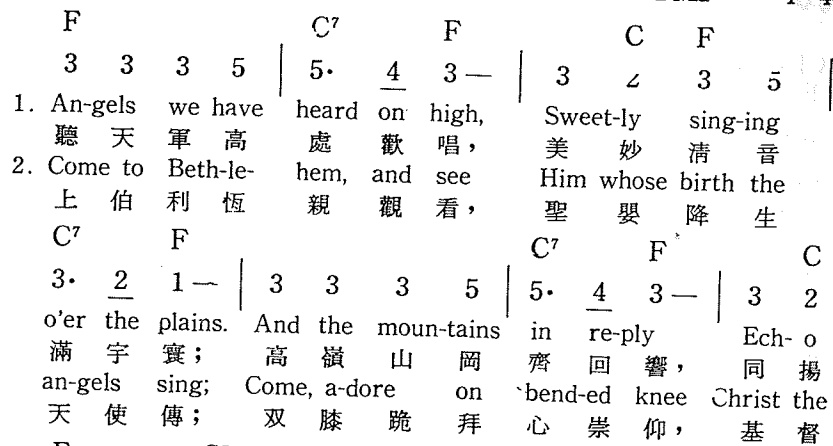 F C⁷ F C F
3 3 3 5 | 5· 4 3 — | 3 2 3 5 |
1. An-gels we have heard on high, Sweet-ly sing-ing
聽 天 軍 高 處 歡 唱， 美 妙 淸 音
2. Come to Beth-le- hem, and see Him whose birth the
上 伯 利 恆 親 觀 看， 聖 嬰 降 生
C⁷ F C⁷ F C
3· 2 1 — | 3 3 3 5 | 5· 4 3 — | 3 2
o'er the plains. And the moun-tains in re-ply Ech- o
滿 宇 寰； 高 嶺 山 岡 齊 回 響， 同 揚
an-gels sing; Come, a-dore on bend-ed knee Christ the
天 使 傳； 双 膝 跪 拜 心 崇 仰， 基 督